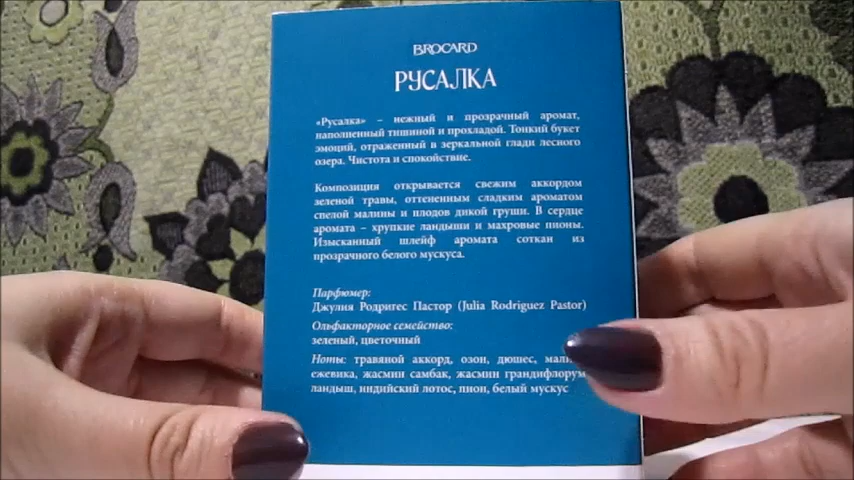 BROCARD
РУСАЛКА
«Русалка» – нежный и прозрачный аромат,
наполненный тишиной и прохладой. Тонкий букет
эмоций, отраженный в зеркальной глади лесного
озера. Чистота и спокойствие.
Композиция открывается свежим аккордом
зеленой травы, оттененным сладким ароматом
спелой малины и плодов дикой груши. В сердце
аромата – хрупкие ландыши и махровые пионы.
Изысканный шлейф аромата соткан из
прозрачного белого мускуса.
Парфюмер:
Джулия Родригес Пастор (Julia Rodriguez Pastor)
Ольфакторное семейство:
зеленый, цветочный
Ноты: травяной аккорд, озон, дюшес,
ежевика, жасмин самбак, жасмин грандифлорум
ландыш, индийский лотос, пион, белый мускус